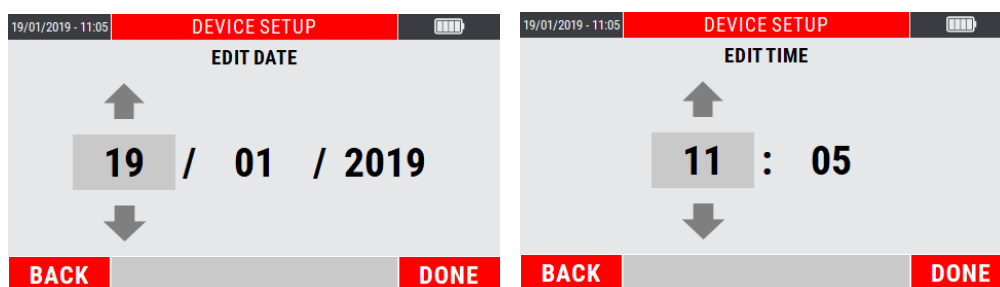 19/01/2019 - 11:05 DEVICE SETUP
EDIT DATE
19 / 01 / 2019
BACK DONE
19/01/2019 - 11:05 DEVICE SETUP
EDIT TIME
11 : 05
BACK DONE